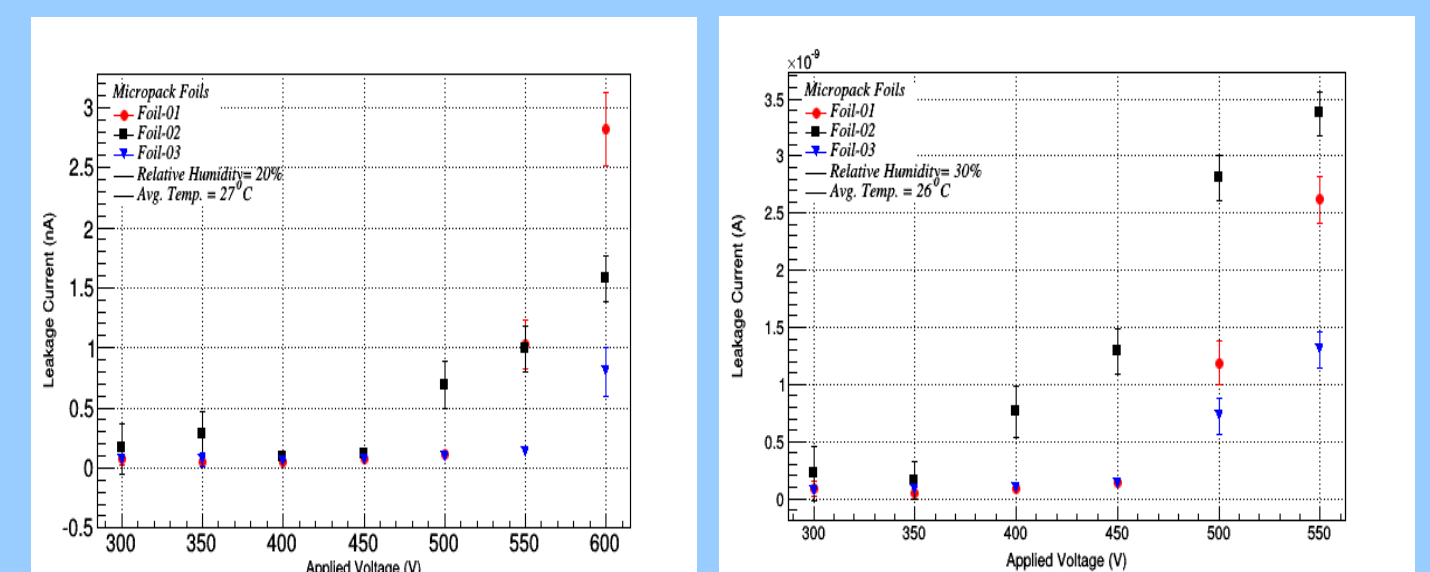 Micropack Foils
Foil-01
Foil-02
Foil-03
Relative Humidity= 20%
Avg. Temp. = 27⁰C
Leakage Current (nA)
3
2.5
2
1.5
1
0.5
0
-0.5
300 350 400 450 500 550 600
Applied Voltage (V)
×10⁻⁹
Micropack Foils
Foil-01
Foil-02
Foil-03
Relative Humidity= 30%
Avg. Temp. = 26⁰C
Leakage Current (A)
3.5
3
2.5
2
1.5
1
0.5
0
300 350 400 450 500 550
Applied Voltage (V)